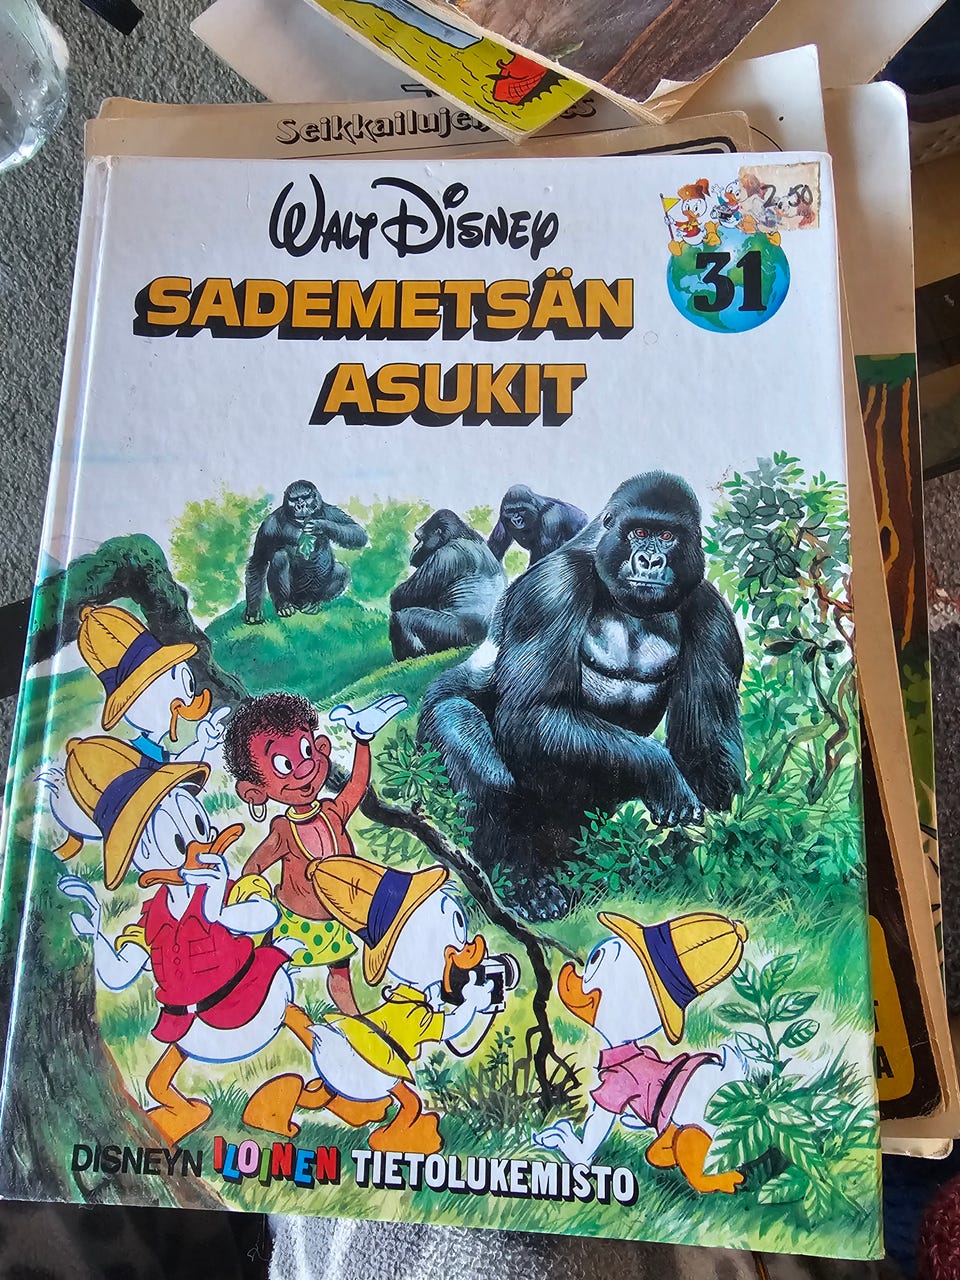 Seikkailujen
WALT DISNEY
2.50
31
SADEMETSÄN
ASUKIT
A
DISNEYN ILOINEN TIETOLUKEMISTO